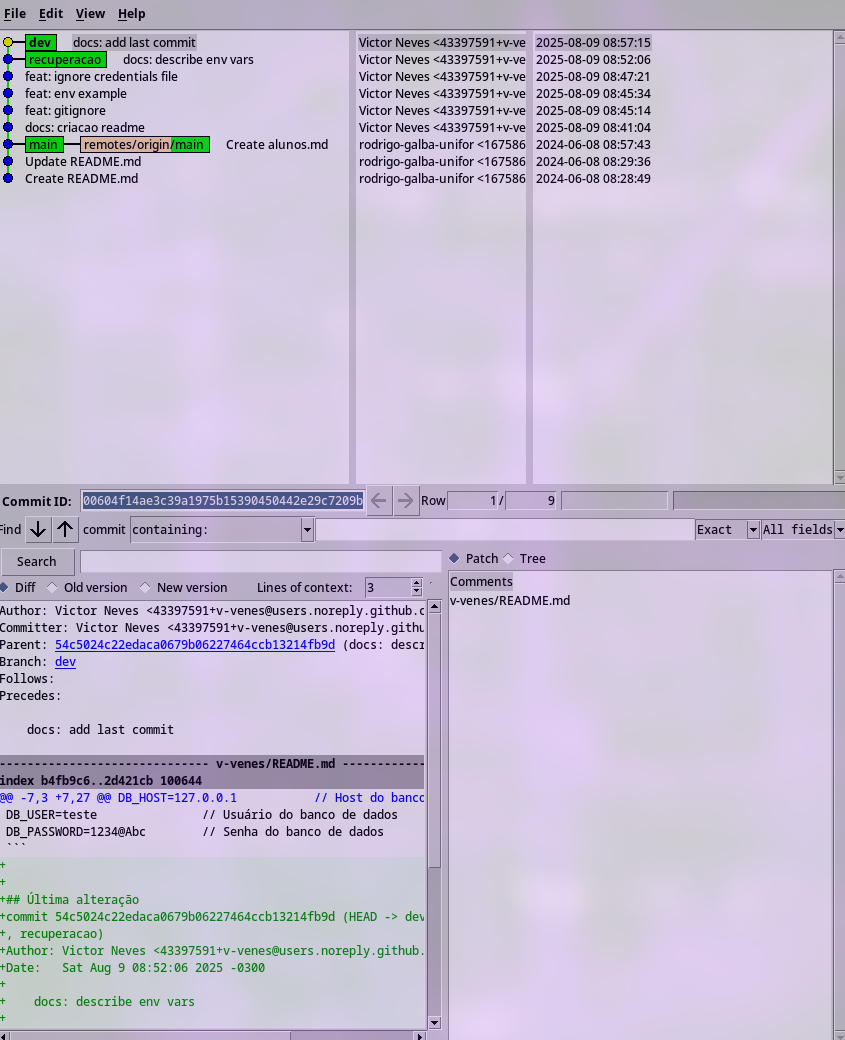 File Edit View Help
dev docs: add last commit Victor Neves <43397591+v-ve 2025-08-09 08:57:15
recuperacao docs: describe env vars Victor Neves <43397591+v-ve 2025-08-09 08:52:06
feat: ignore credentials file Victor Neves <43397591+v-ve 2025-08-09 08:47:21
feat: env example Victor Neves <43397591+v-ve 2025-08-09 08:45:34
feat: gitignore Victor Neves <43397591+v-ve 2025-08-09 08:45:14
docs: criacao readme Victor Neves <43397591+v-ve 2025-08-09 08:41:04
main remotes/origin/main Create alunos.md rodrigo-galba-unifor <167586 2024-06-08 08:57:43
Update README.md rodrigo-galba-unifor <167586 2024-06-08 08:29:36
Create README.md rodrigo-galba-unifor <167586 2024-06-08 08:28:49
Commit ID: 00604f14ae3c39a1975b15390450442e29c7209b Row 1 / 9
Find commit containing: Exact All fields
Search
Diff Old version New version Lines of context: 3
Author: Victor Neves <43397591+v-venes@users.noreply.github.c
Committer: Victor Neves <43397591+v-venes@users.noreply.githu
Parent: 54c5024c22edaca0679b06227464ccb13214fb9d (docs: descr
Branch: dev
Follows:
Precedes:
docs: add last commit
---------------------------- v-venes/README.md -----------
index b4fb9c6..2d421cb 100644
@@ -7,3 +7,27 @@ DB_HOST=127.0.0.1 // Host do banco
DB_USER=teste // Usuário do banco de dados
DB_PASSWORD=1234@Abc // Senha do banco de dados
```
+
+
+## Última alteração
+commit 54c5024c22edaca0679b06227464ccb13214fb9d (HEAD -> dev
+, recuperacao)
+Author: Victor Neves <43397591+v-venes@users.noreply.github.
+Date: Sat Aug 9 08:52:06 2025 -0300
+
+ docs: describe env vars
+
Patch Tree
Comments
v-venes/README.md